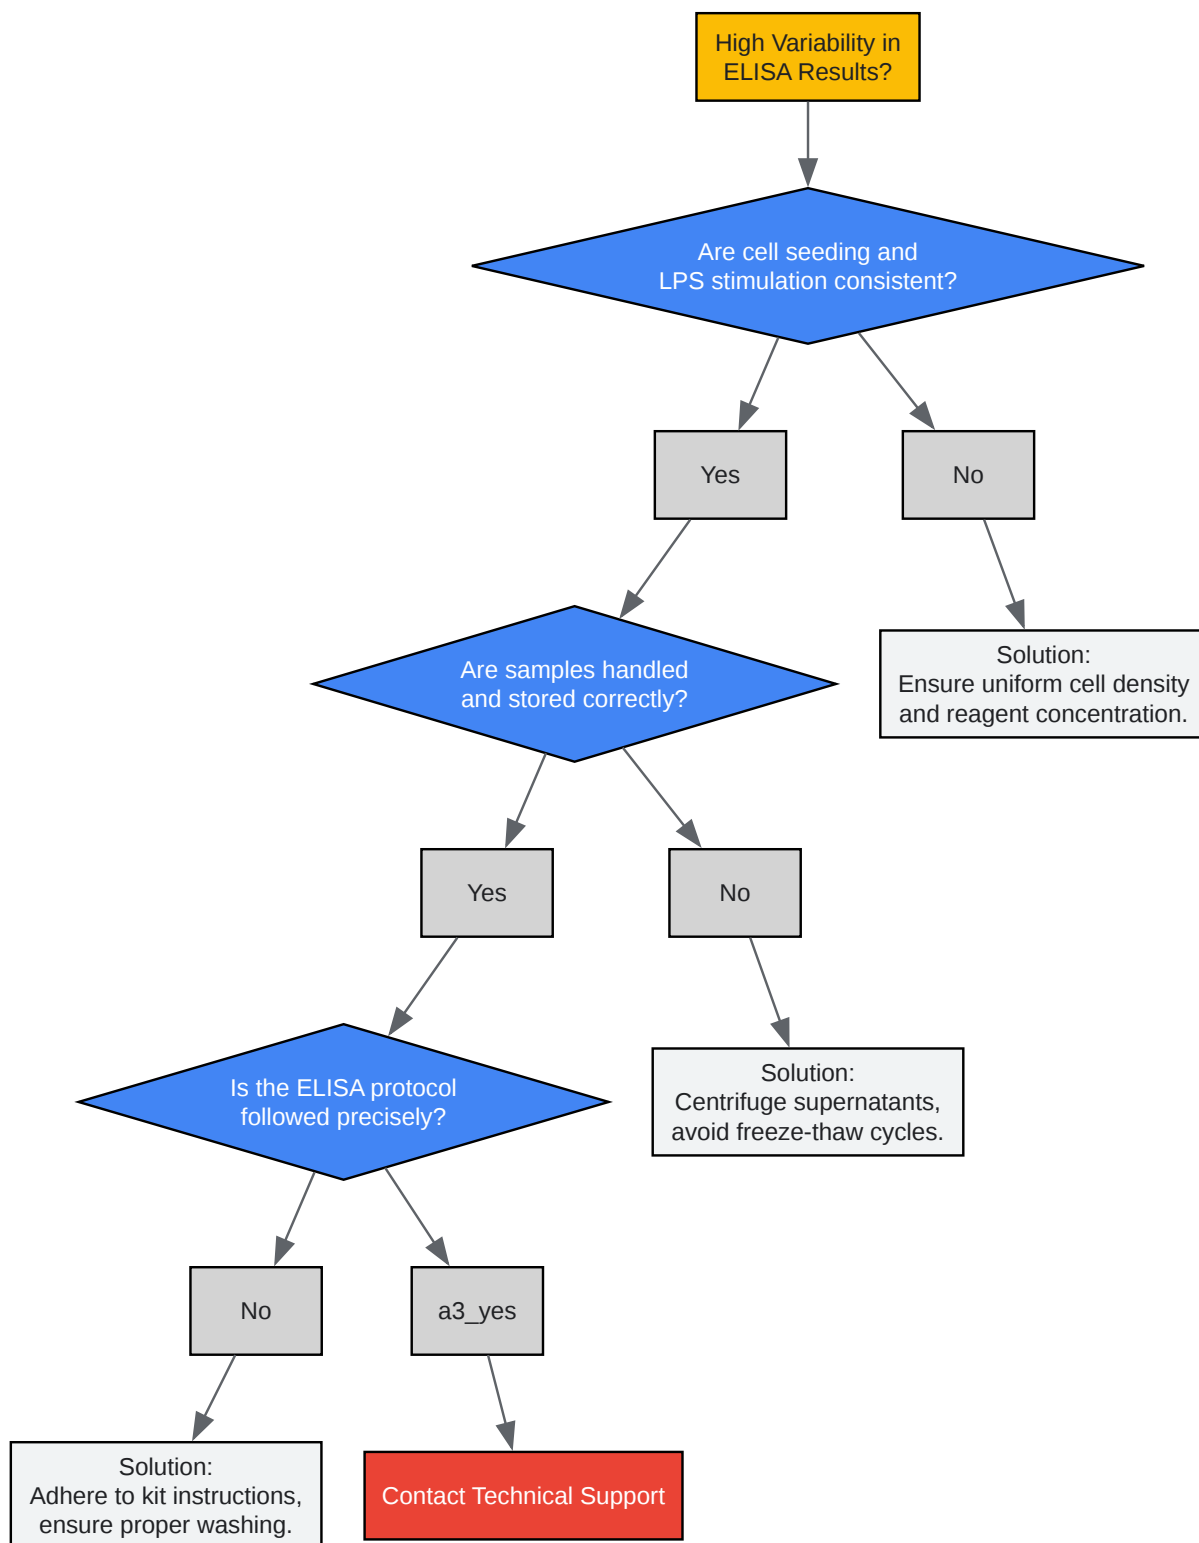 High Variability in
ELISA Results?
Are cell seeding and
LPS stimulation consistent?
Yes
No
Solution:
Ensure uniform cell density
and reagent concentration.
Are samples handled
and stored correctly?
Yes
No
Solution:
Centrifuge supernatants,
avoid freeze-thaw cycles.
Is the ELISA protocol
followed precisely?
No
a3_yes
Solution:
Adhere to kit instructions,
ensure proper washing.
Contact Technical Support